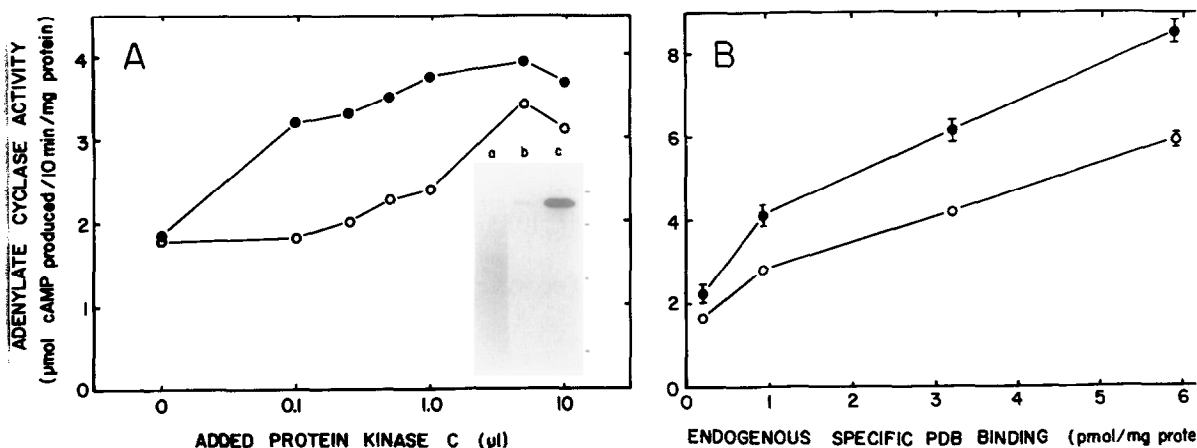 ADENYLATE CYCLASE ACTIVITY
(μmol cAMP produced/10 min/mg protein)
A
4
3
2
1
0
a b c
0 0.1 1.0 10
ADDED PROTEIN KINASE C (μl)
B
8
6
4
2
0
0 1 2 3 4 5 6
ENDOGENOUS SPECIFIC PDB BINDING (pmol/mg prote